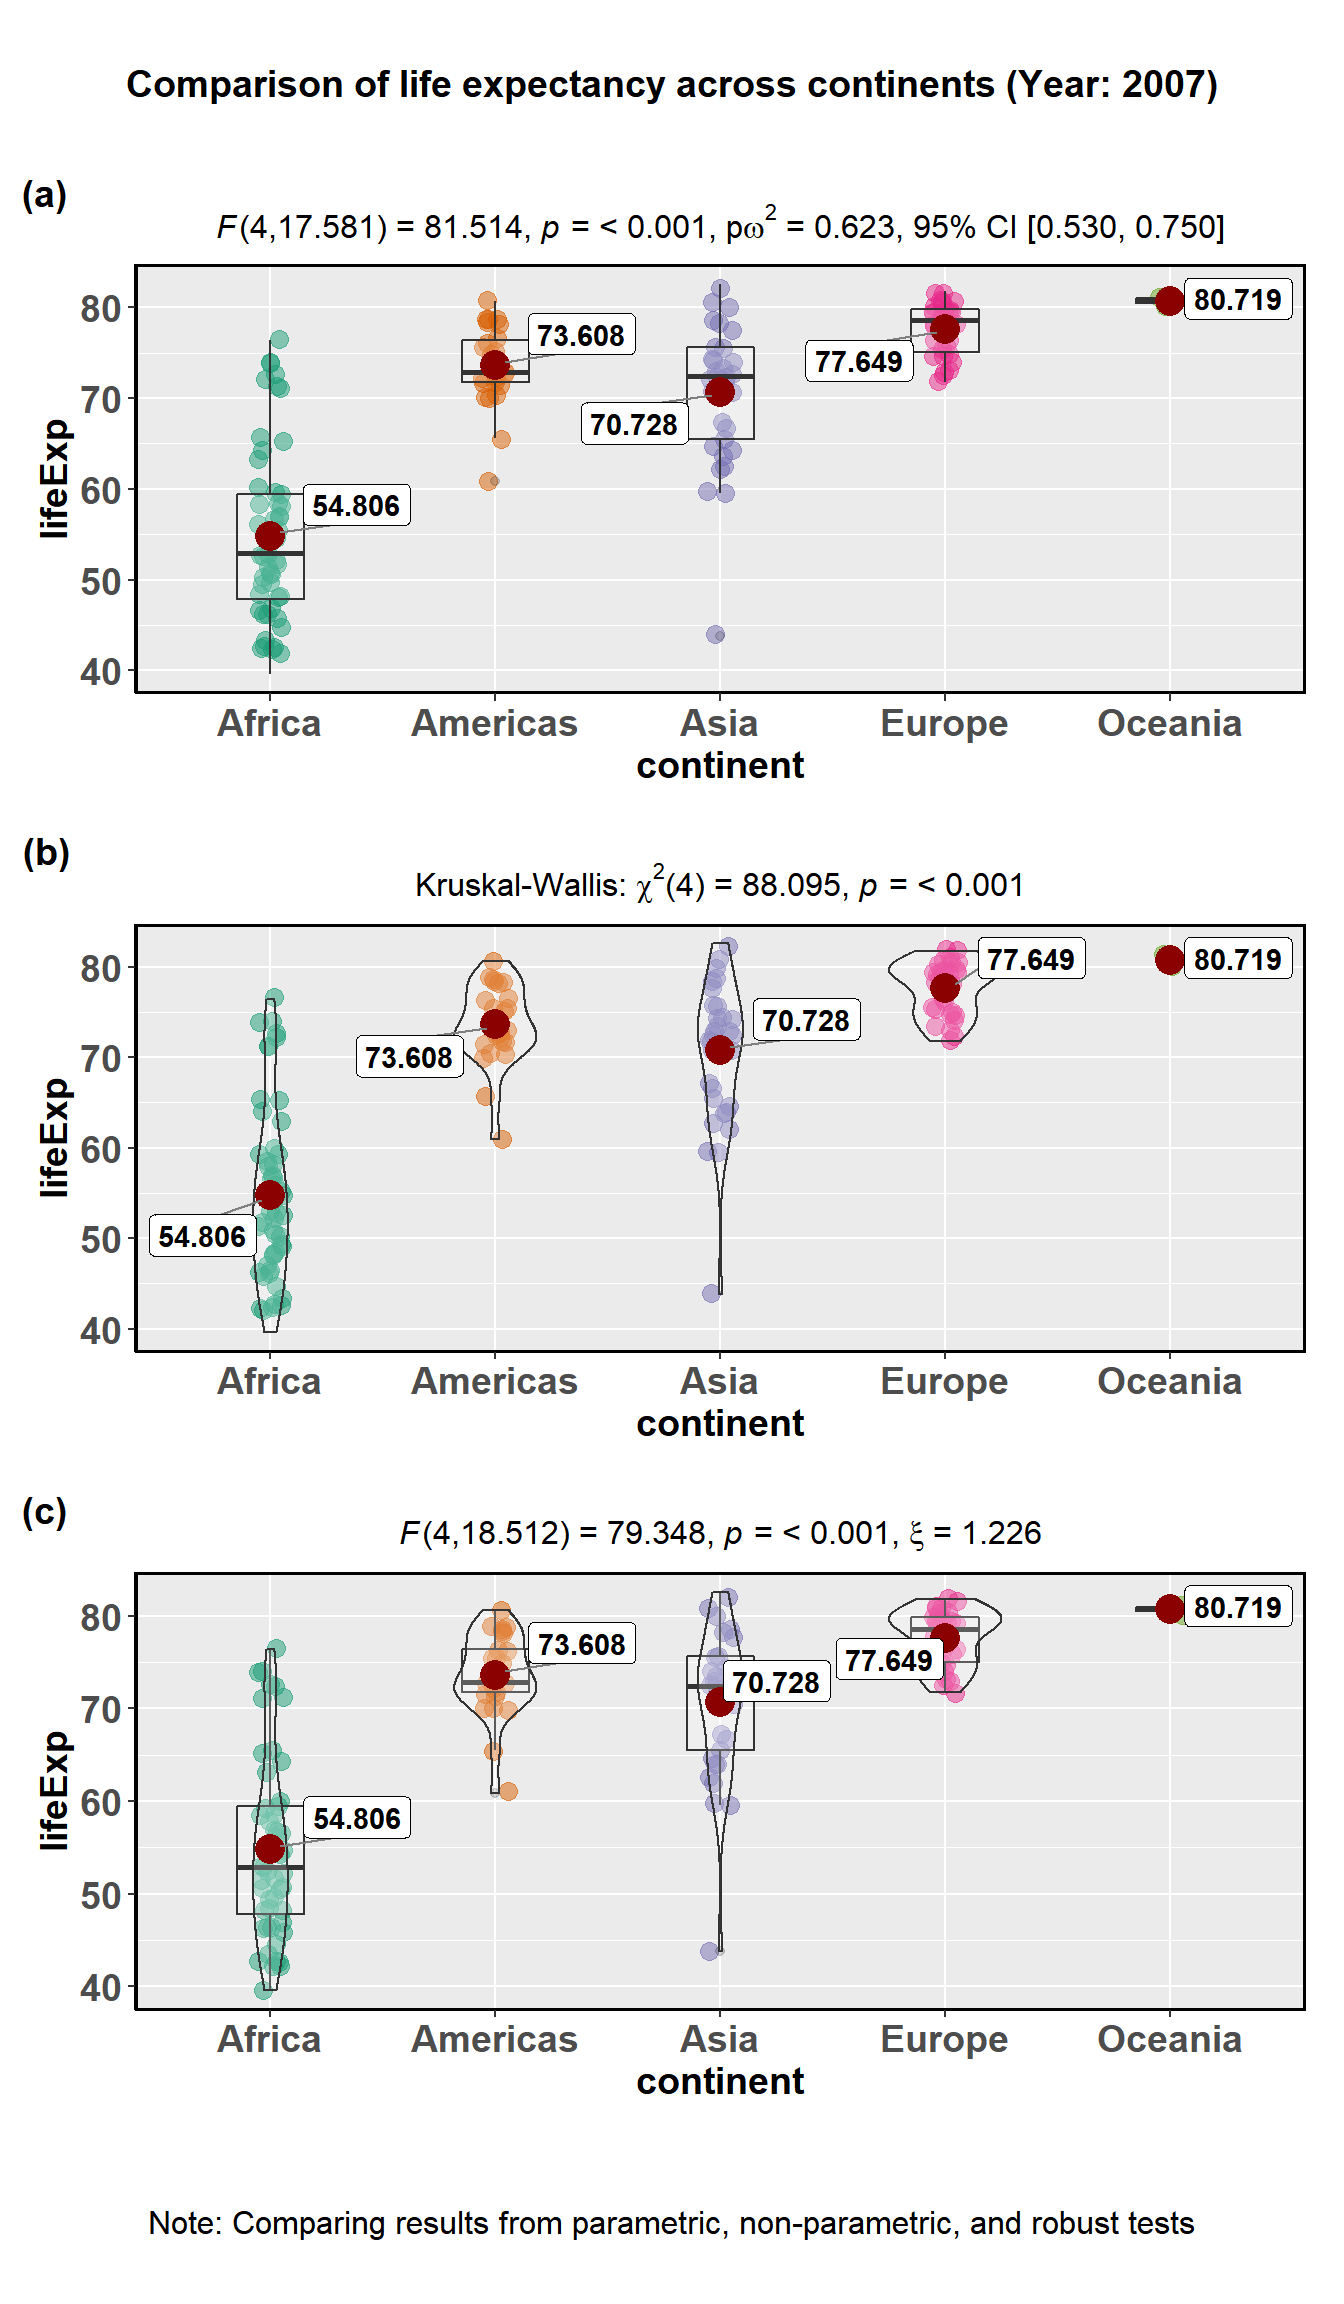 Comparison of life expectancy across continents (Year: 2007)
(a)
F(4,17.581) = 81.514, p = < 0.001, pω² = 0.623, 95% CI [0.530, 0.750]
lifeExp
80
70
60
50
40
54.806
73.608
70.728
77.649
80.719
Africa Americas Asia Europe Oceania
continent
(b)
Kruskal-Wallis: χ²(4) = 88.095, p = < 0.001
lifeExp
80
70
60
50
40
54.806
73.608
70.728
77.649
80.719
Africa Americas Asia Europe Oceania
continent
(c)
F(4,18.512) = 79.348, p = < 0.001, ξ = 1.226
lifeExp
80
70
60
50
40
54.806
73.608
70.728
77.649
80.719
Africa Americas Asia Europe Oceania
continent
Note: Comparing results from parametric, non-parametric, and robust tests